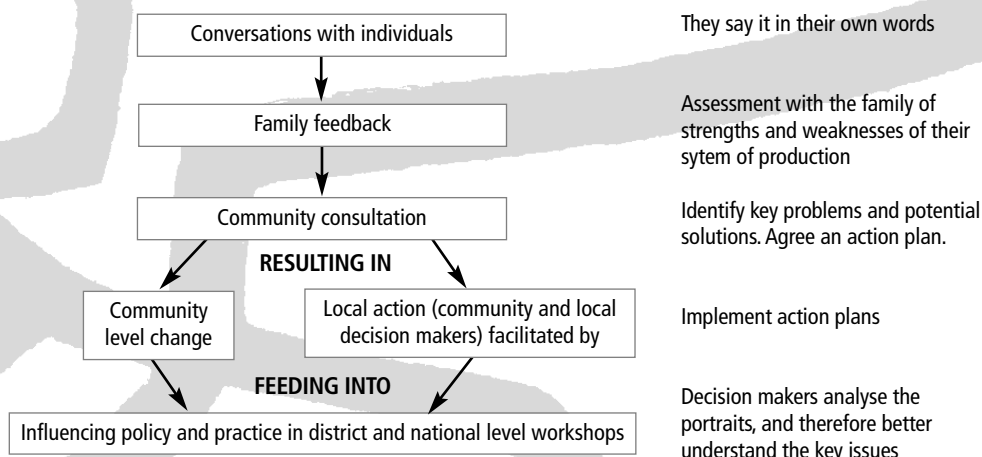 Conversations with individuals
They say it in their own words
Family feedback
Assessment with the family of
strengths and weaknesses of their
sytem of production
Community consultation
Identify key problems and potential
solutions. Agree an action plan.
RESULTING IN
Community
level change
Local action (community and local
decision makers) facilitated by
Implement action plans
FEEDING INTO
Influencing policy and practice in district and national level workshops
Decision makers analyse the
portraits, and therefore better
understand the key issues